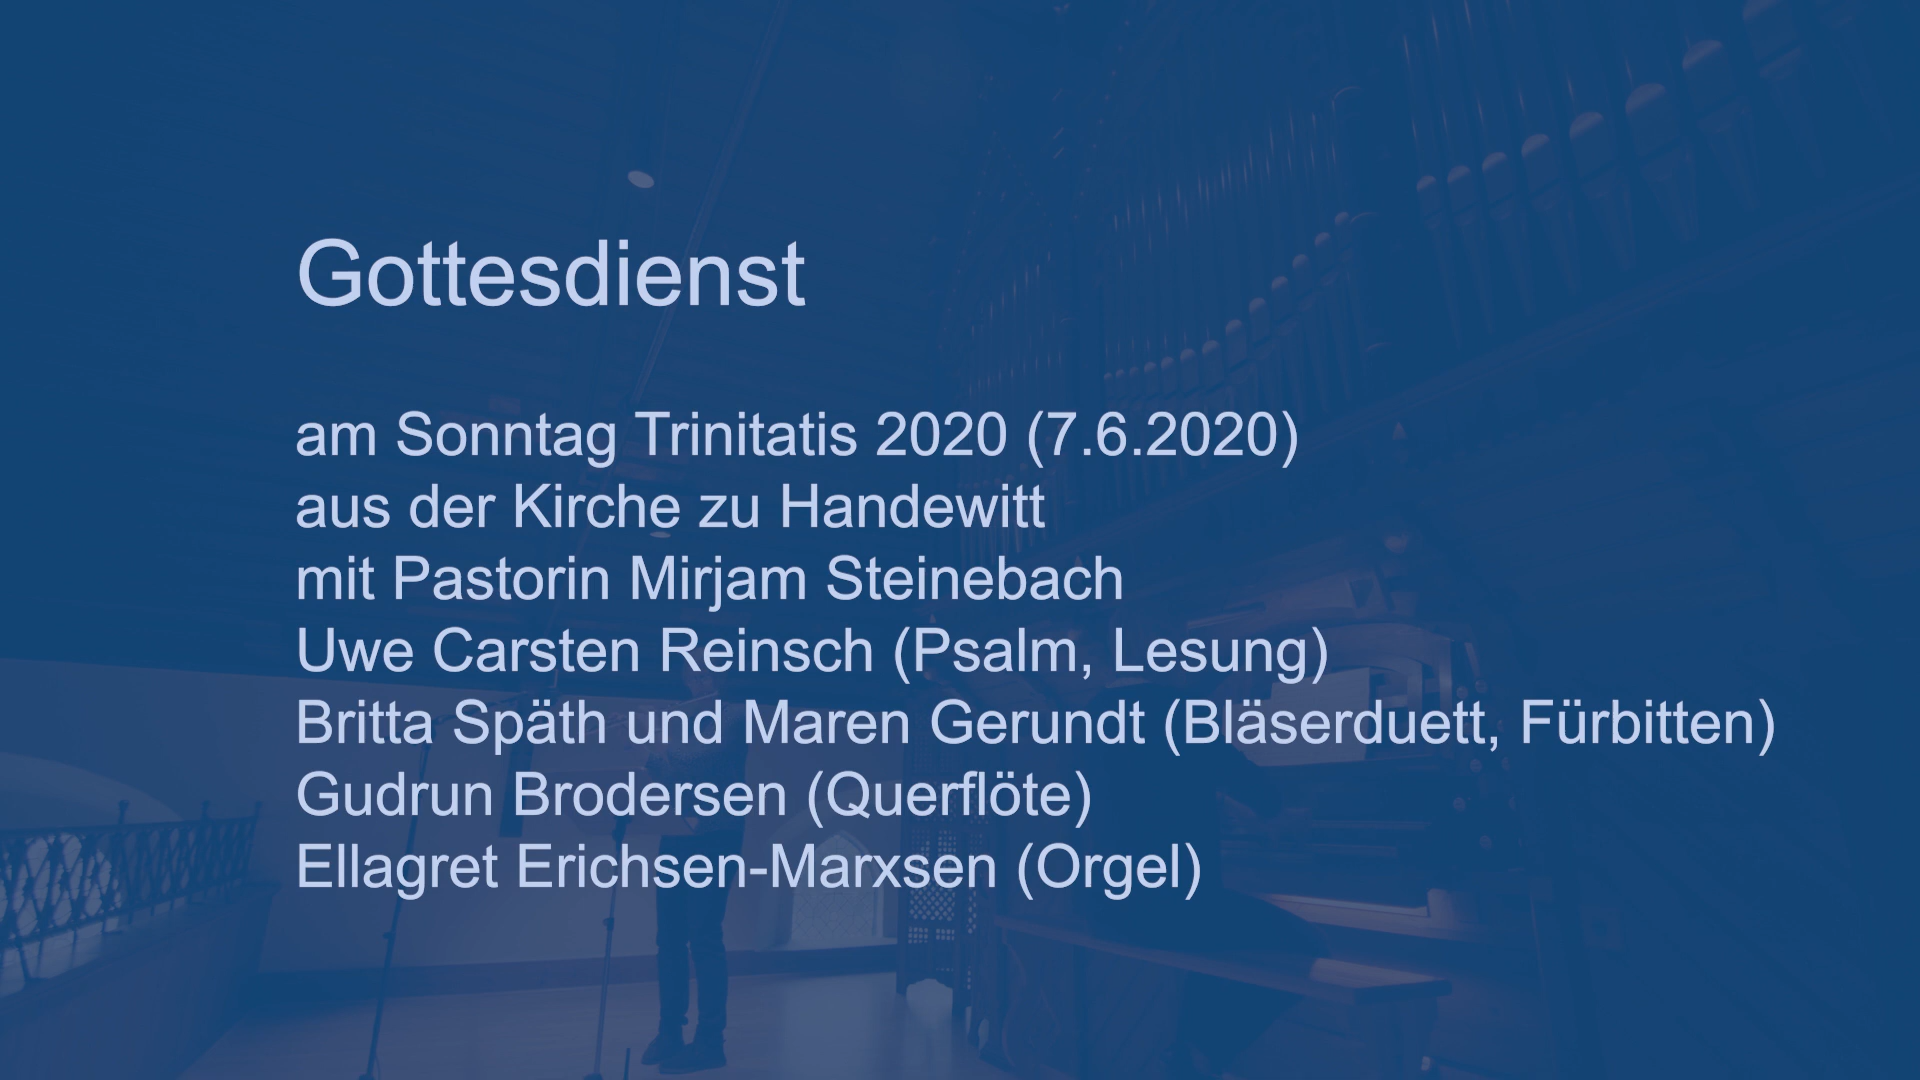 Gottesdienst
am Sonntag Trinitatis 2020 (7.6.2020)
aus der Kirche zu Handewitt
mit Pastorin Mirjam Steinebach
Uwe Carsten Reinsch (Psalm, Lesung)
Britta Späth und Maren Gerundt (Bläserduett, Fürbitten)
Gudrun Brodersen (Querflöte)
Ellagret Erichsen-Marxsen (Orgel)